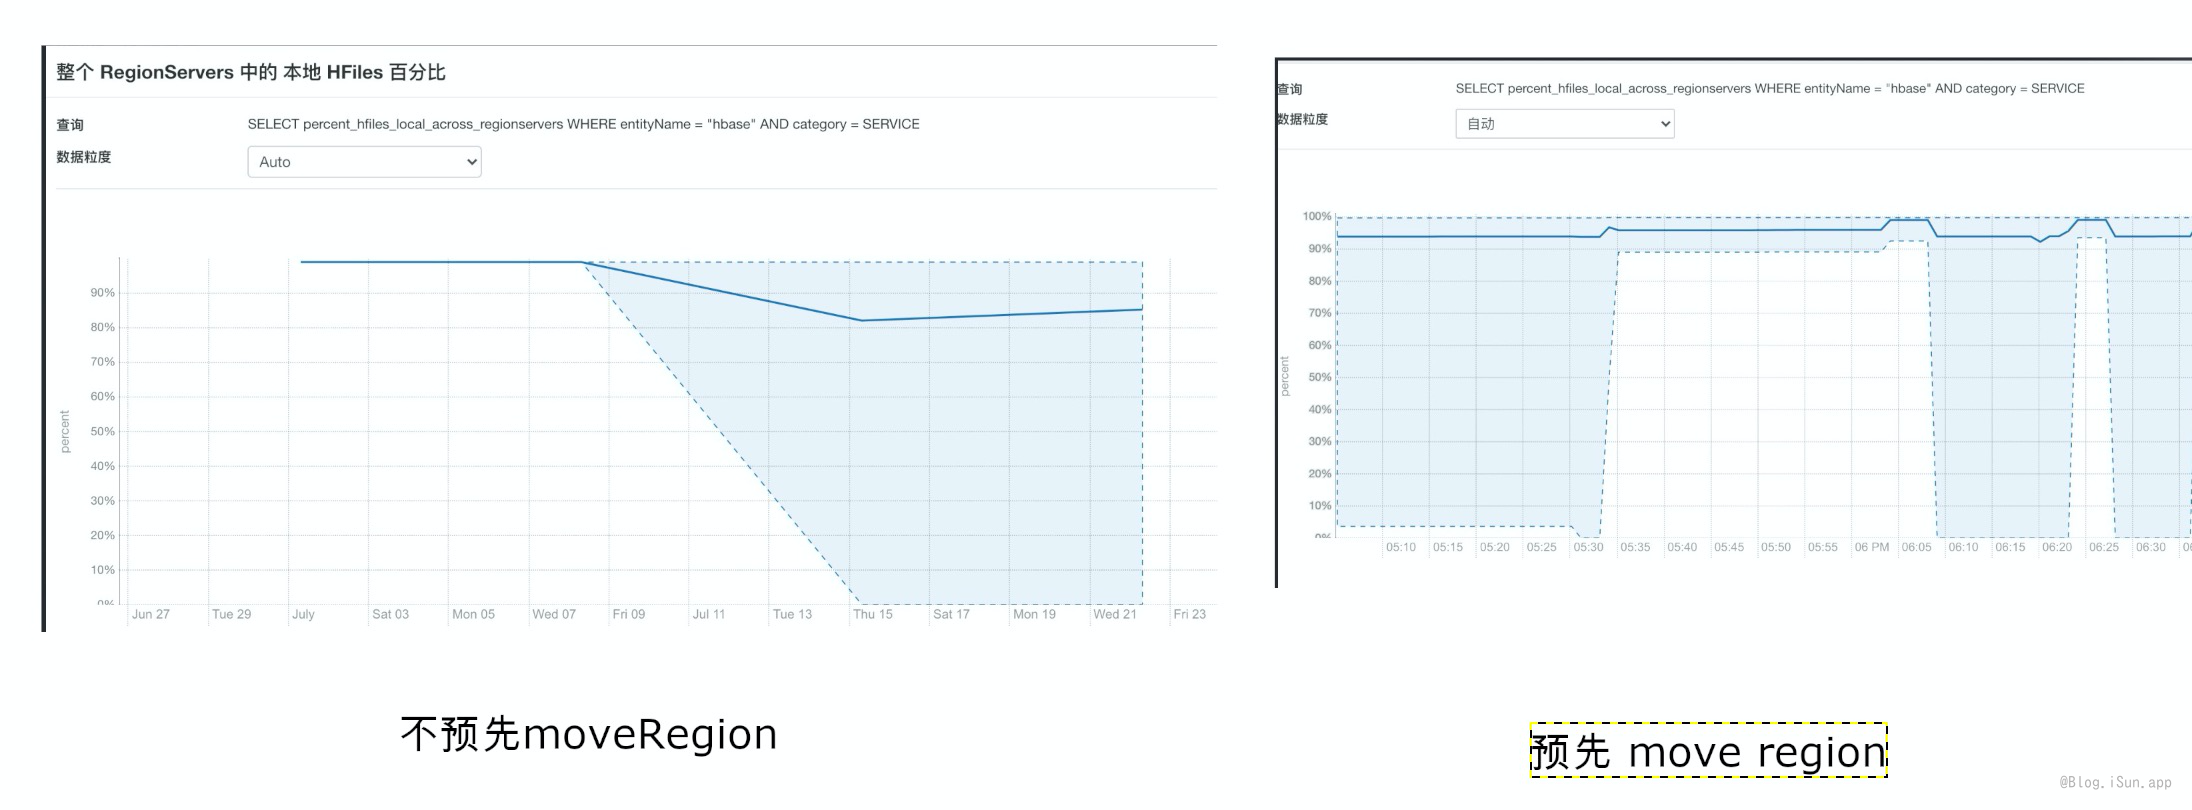 整个 RegionServers 中的 本地 HFiles 百分比
查询
SELECT percent_hfiles_local_across_regionservers WHERE entityName = "hbase" AND category = SERVICE
数据粒度
Auto
percent
90%
80%
70%
60%
50%
40%
30%
20%
10%
0%
Jun 27
Tue 29
July
Sat 03
Mon 05
Wed 07
Fri 09
Jul 11
Tue 13
Thu 15
Sat 17
Mon 19
Wed 21
Fri 23
不预先moveRegion
查询
SELECT percent_hfiles_local_across_regionservers WHERE entityName = "hbase" AND category = SERVICE
数据粒度
自动
percent
100%
90%
80%
70%
60%
50%
40%
30%
20%
10%
0%
05:10
05:15
05:20
05:25
05:30
05:35
05:40
05:45
05:50
05:55
06 PM
06:05
06:10
06:15
06:20
06:25
06:30
预先 move region
@Blog.iSun.app